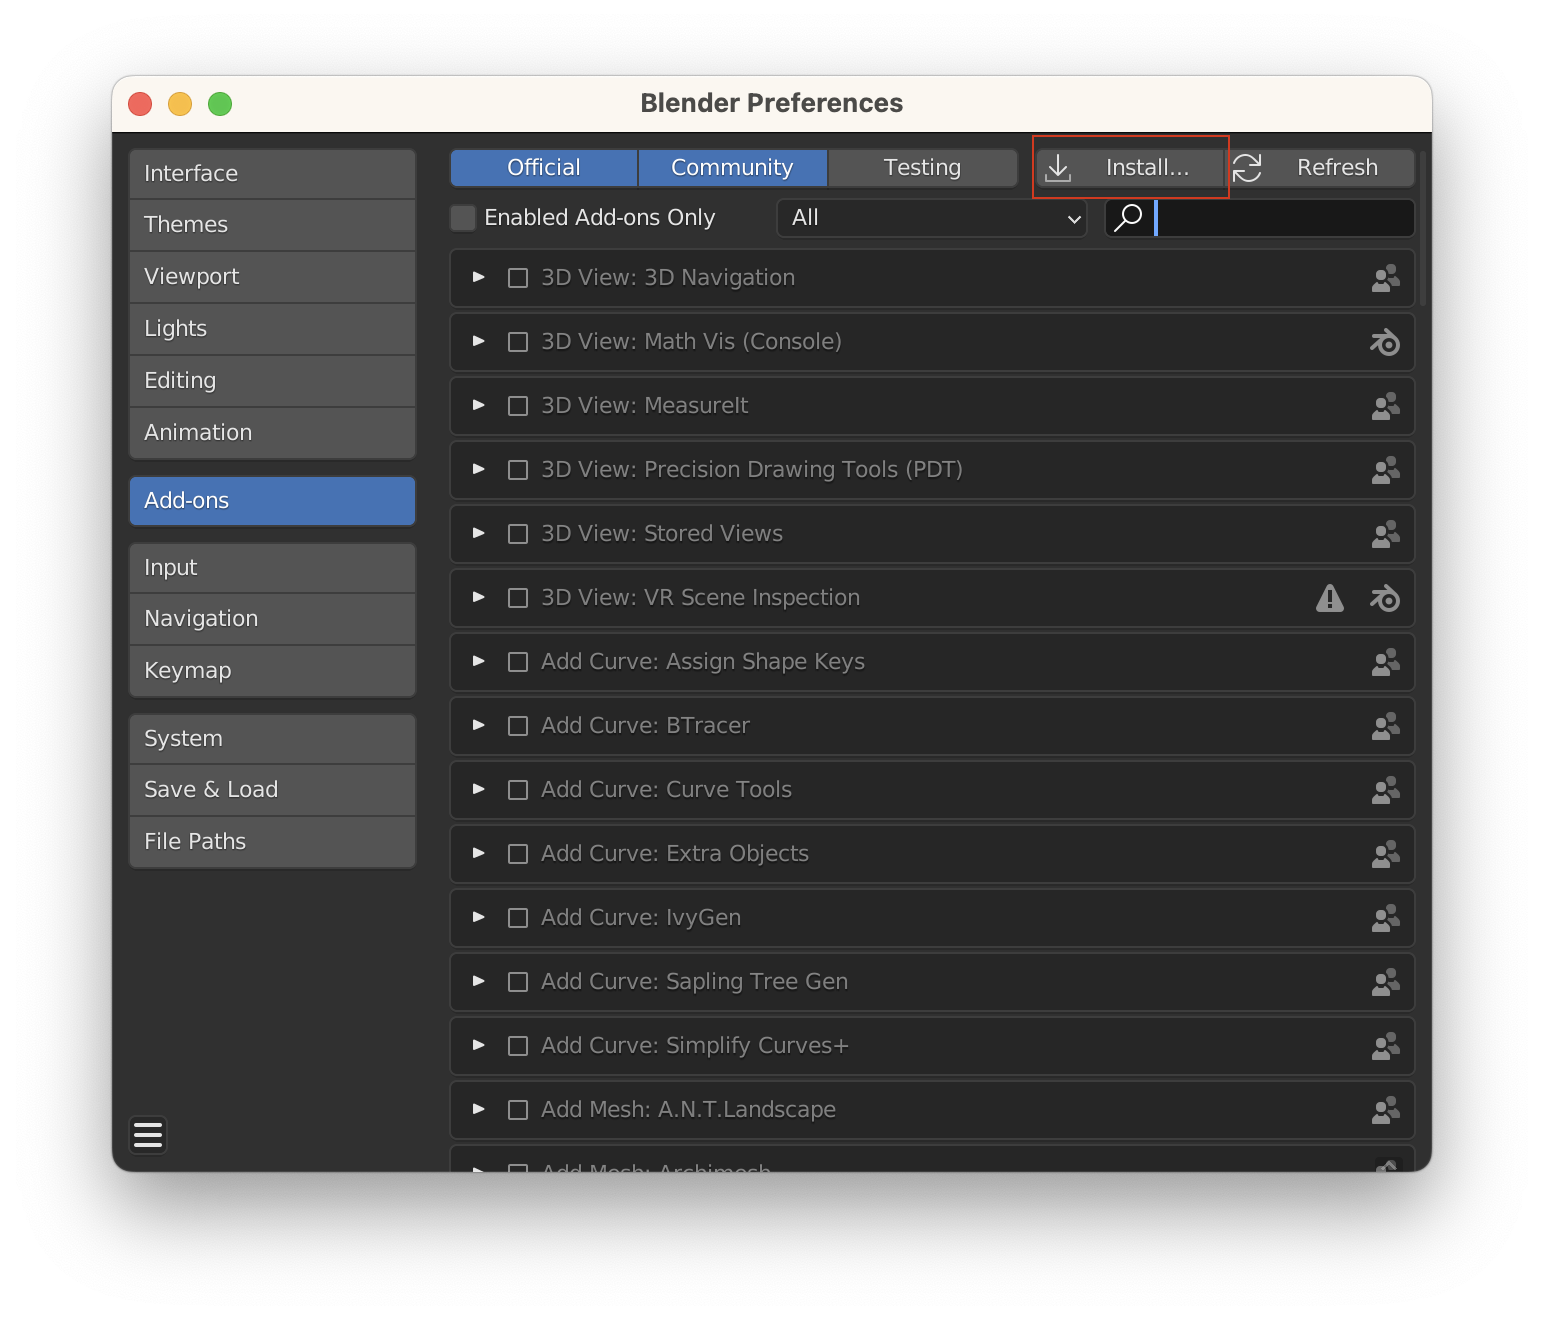 Blender Preferences
Interface
Themes
Viewport
Lights
Editing
Animation
Add-ons
Input
Navigation
Keymap
System
Save & Load
File Paths
Official Community Testing Install... Refresh
Enabled Add-ons Only All
3D View: 3D Navigation
3D View: Math Vis (Console)
3D View: MeasureIt
3D View: Precision Drawing Tools (PDT)
3D View: Stored Views
3D View: VR Scene Inspection
Add Curve: Assign Shape Keys
Add Curve: BTracer
Add Curve: Curve Tools
Add Curve: Extra Objects
Add Curve: IvyGen
Add Curve: Sapling Tree Gen
Add Curve: Simplify Curves+
Add Mesh: A.N.T.Landscape
Add Mesh: Archimesh